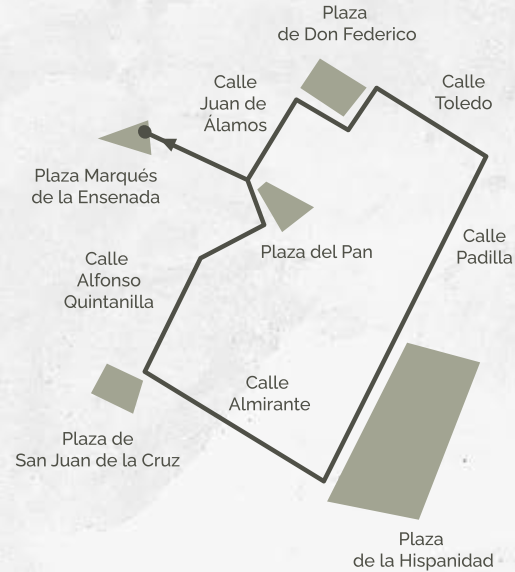 Plaza
de Don Federico
Calle
Juan de
Álamos
Calle
Toledo
Plaza Marqués
de la Ensenada
Plaza del Pan
Calle
Padilla
Calle
Alfonso
Quintanilla
Calle
Almirante
Plaza de
San Juan de la Cruz
Plaza
de la Hispanidad